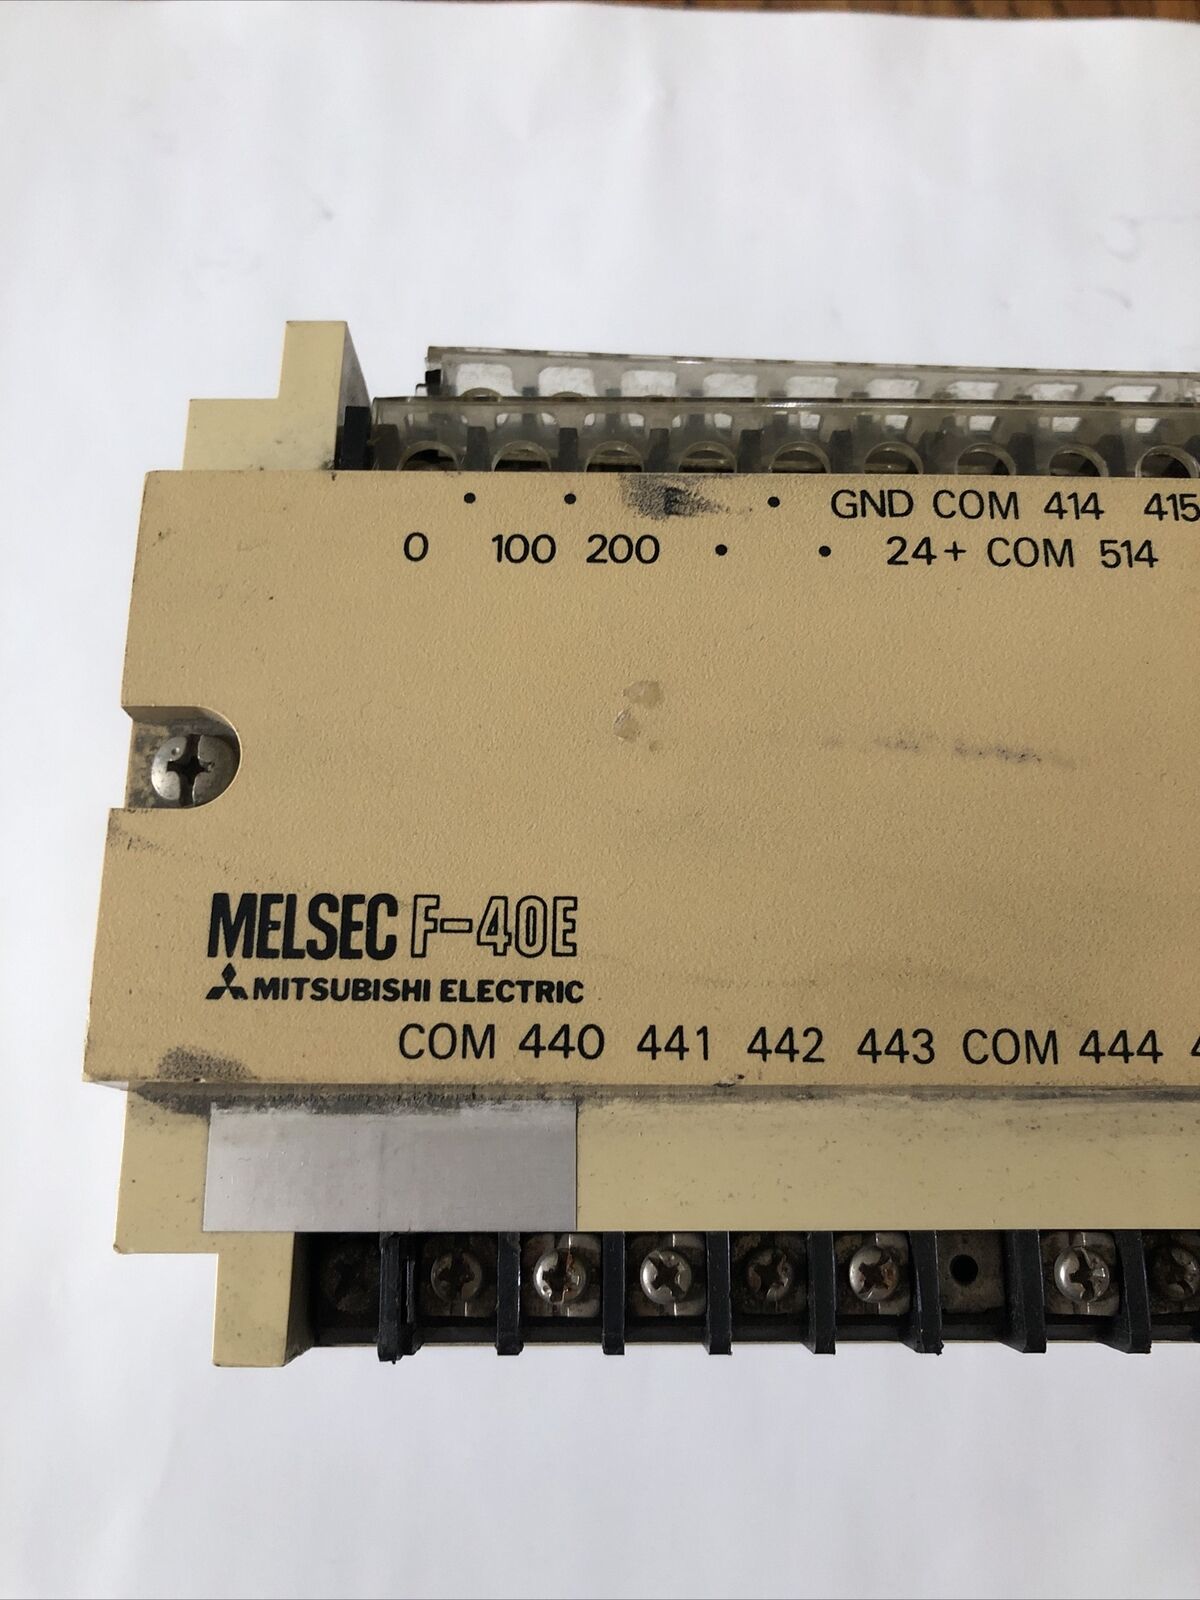 • • E • GND COM 414 415
0 100 200 • • 24+ COM 514
MELSEC F-40E
MITSUBISHI ELECTRIC
COM 440 441 442 443 COM 444